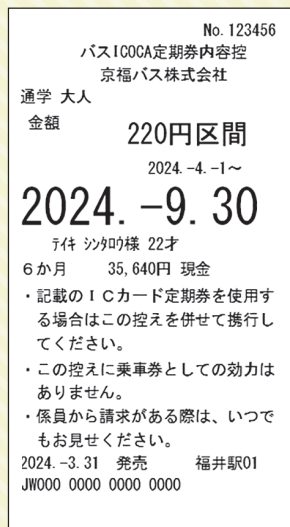 No.123456
バスICOCA定期券内容控
京福バス株式会社
通学 大人
金額
220円区間
2024.-4.-1～
2024.-9.30
ﾃｲｷ ｼﾝﾀﾛｳ様 22才
６か月 35,640円 現金
・記載のＩＣカード定期券を使用す
る場合はこの控えを併せて携行し
てください。
・この控えに乗車券としての効力は
ありません。
・係員から請求がある際は、いつで
もお見せください。
2024.-3.31 発売 福井駅01
JW000 0000 0000 0000